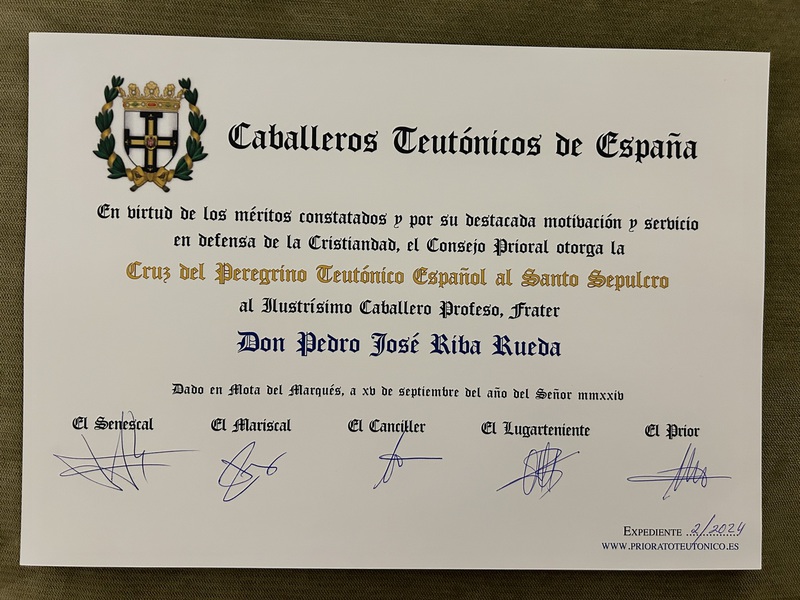 Caballeros Teutónicos de España
En virtud de los méritos constatados y por su destacada motivación y servicio
en defensa de la Cristiandad, el Consejo Prioral otorga la
Cruz del Peregrino Teutónico Español al Santo Sepulcro
al Ilustrísimo Caballero Profeso, Frater
Don Pedro José Riba Rueda
Dado en Mota del Marqués, a xv de septiembre del año del Señor mmxxiv
El Senescal El Mariscal El Canciller El Lugarteniente El Prior
EXPEDIENTE 2/2024
WWW.PRIORATOTEUTONICO.ES